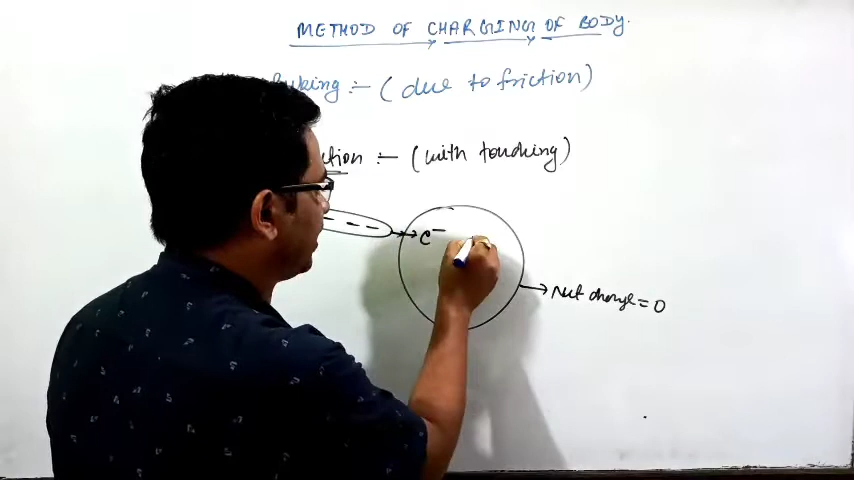 METHOD OF CHARGING OF BODY.
:- (due to friction)
:- (with touching)
- - -
e-
Net charge = 0